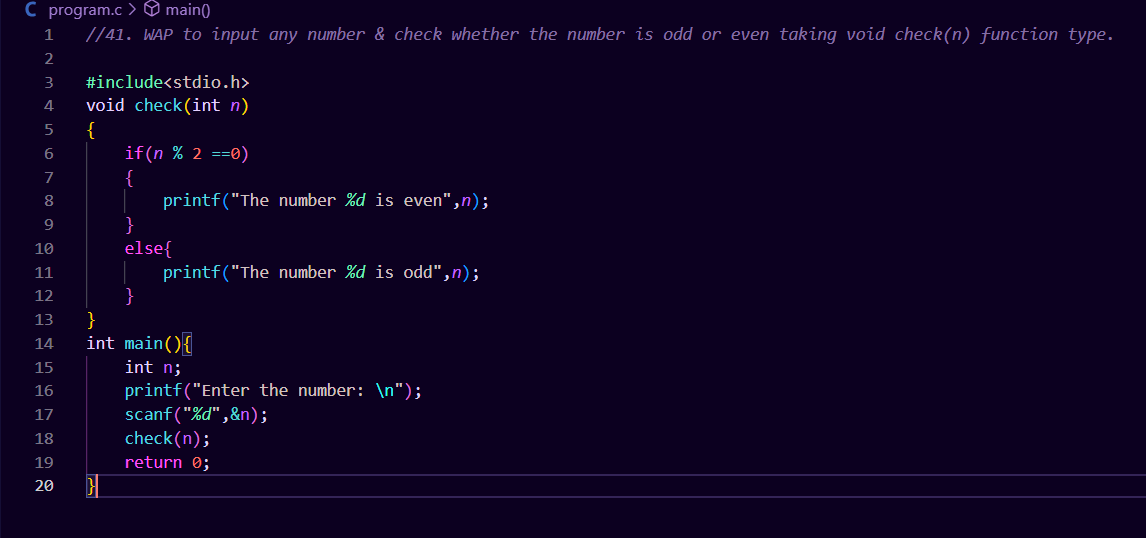 C program.c > main()
1 //41. WAP to input any number & check whether the number is odd or even taking void check(n) function type.
2
3 #include<stdio.h>
4 void check(int n)
5 {
6     if(n % 2 ==0)
7     {
8         printf("The number %d is even",n);
9     }
10     else{
11         printf("The number %d is odd",n);
12     }
13 }
14 int main(){
15     int n;
16     printf("Enter the number: \n");
17     scanf("%d",&n);
18     check(n);
19     return 0;
20 }